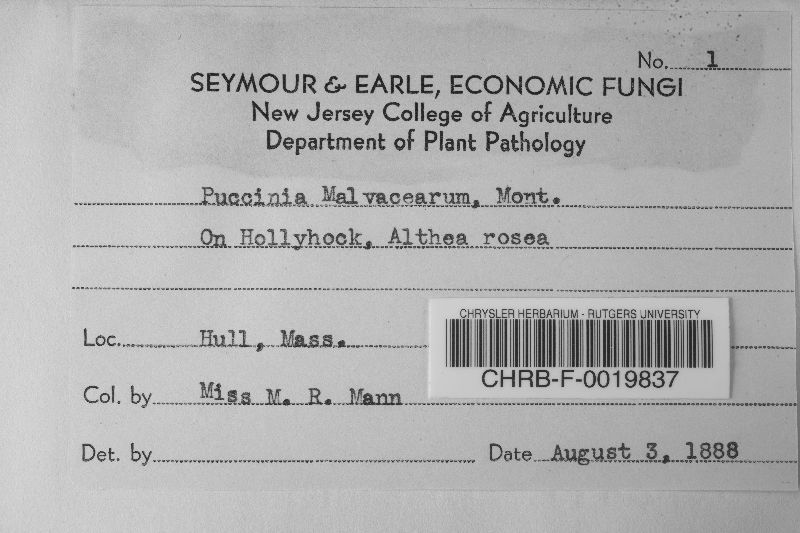 No. 1
SEYMOUR & EARLE, ECONOMIC FUNGI
New Jersey College of Agriculture
Department of Plant Pathology
Puccinia Malvacearum, Mont.
On Hollyhock, Althea rosea
Loc. Hull, Mass.
CHRYSLER HERBARIUM - RUTGERS UNIVERSITY
CHRB-F-0019837
Col. by Miss M. R. Mann
Det. by
Date August 3, 1888